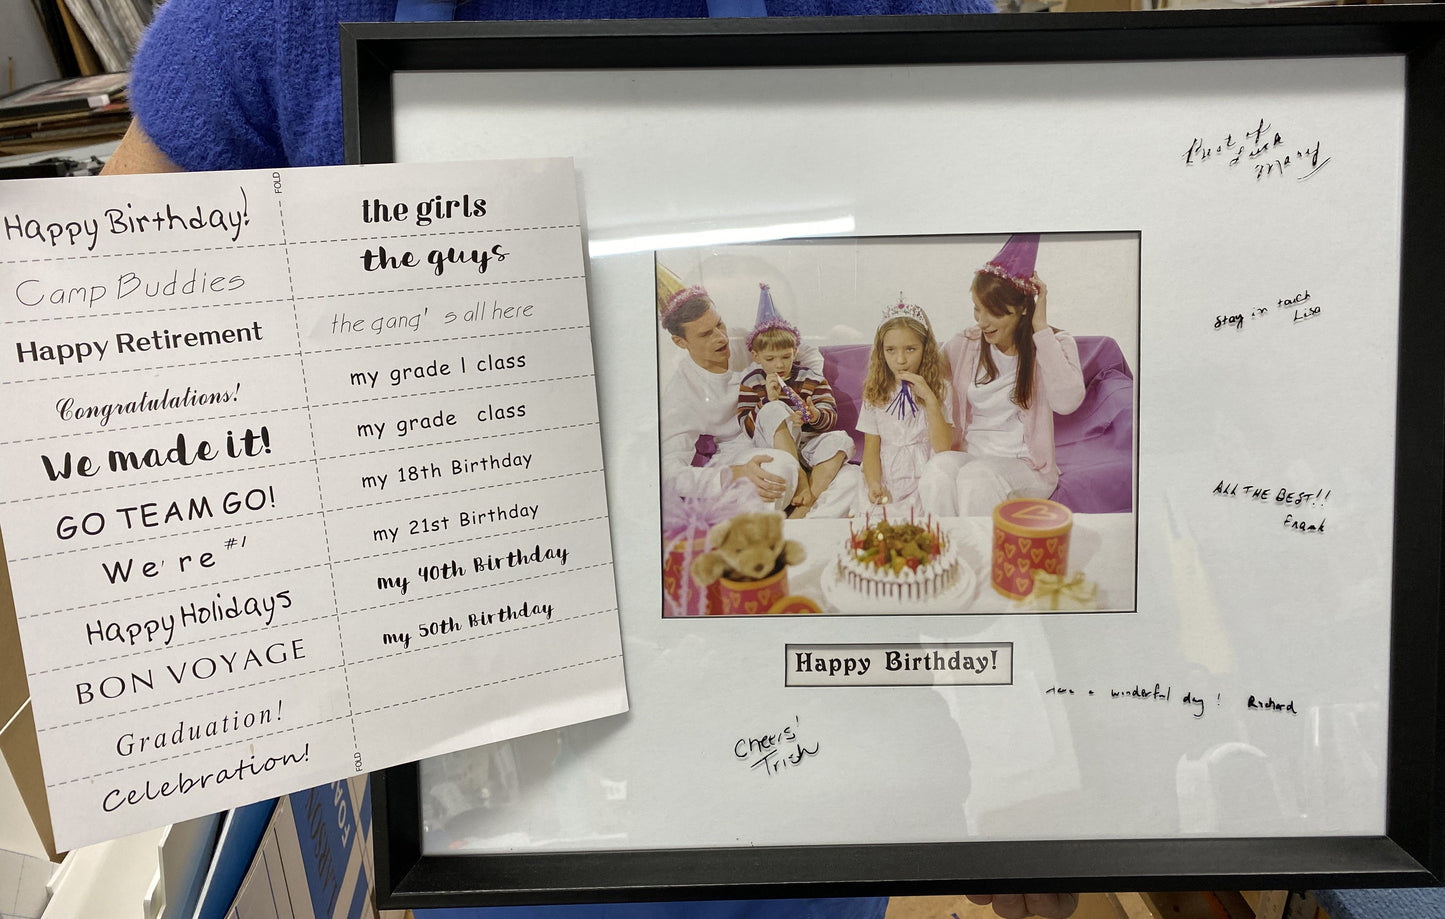 FOLD
Happy Birthday!
Camp Buddies
Happy Retirement
Congratulations!
We made it!
GO TEAM GO!
We're #1
Happy Holidays
BON VOYAGE
Graduation!
Celebration!
FOLD
the girls
the guys
the gang's all here
my grade 1 class
my grade class
my 18th Birthday
my 21st Birthday
my 40th Birthday
my 50th Birthday
Best of
Luck
Mary
Stay in touch
Lisa
ALL THE BEST!!
Frank
Happy Birthday!
a wonderful day! Richard
Cheers!
Trish